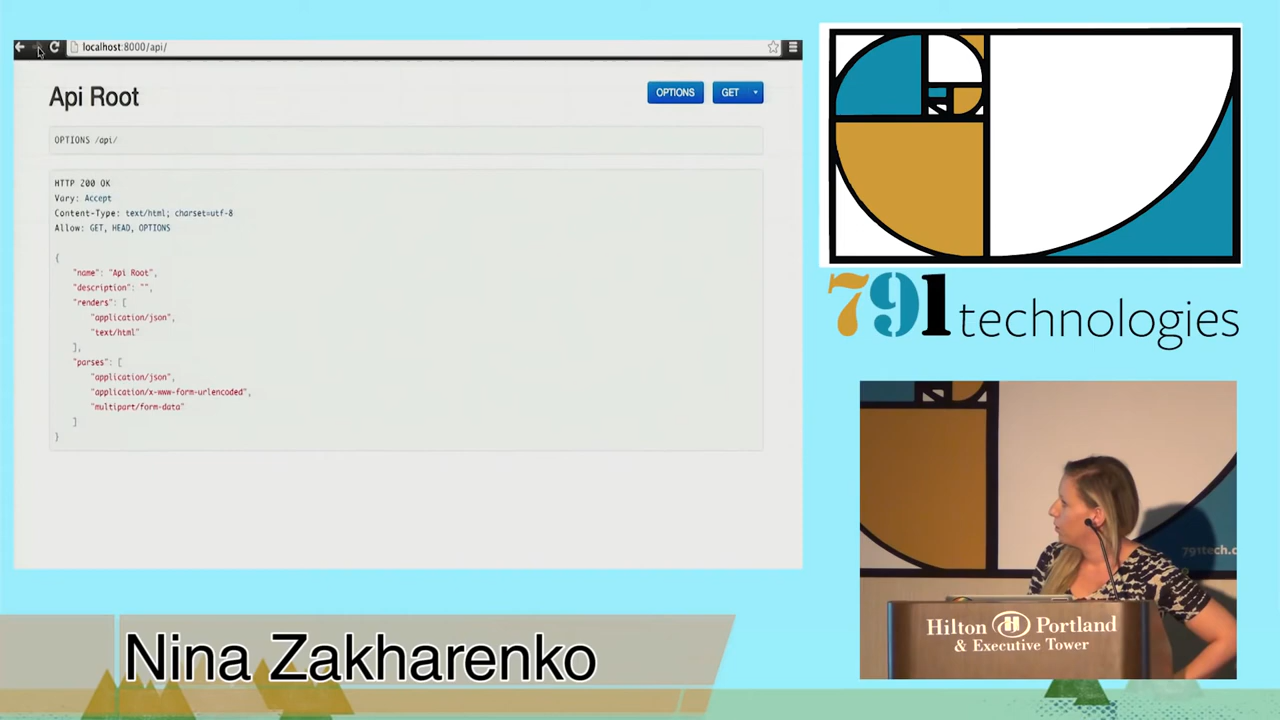 localhost:8000/api/
Api Root
OPTIONS
GET
OPTIONS /api/
HTTP 200 OK
Vary: Accept
Content-Type: text/html; charset=utf-8
Allow: GET, HEAD, OPTIONS
{
"name": "Api Root",
"description": "",
"renders": [
"application/json",
"text/html"
],
"parses": [
"application/json",
"application/x-www-form-urlencoded",
"multipart/form-data"
]
}
791 technologies
791tech.c
Hilton H Portland
& Executive Tower
Nina Zakharenko